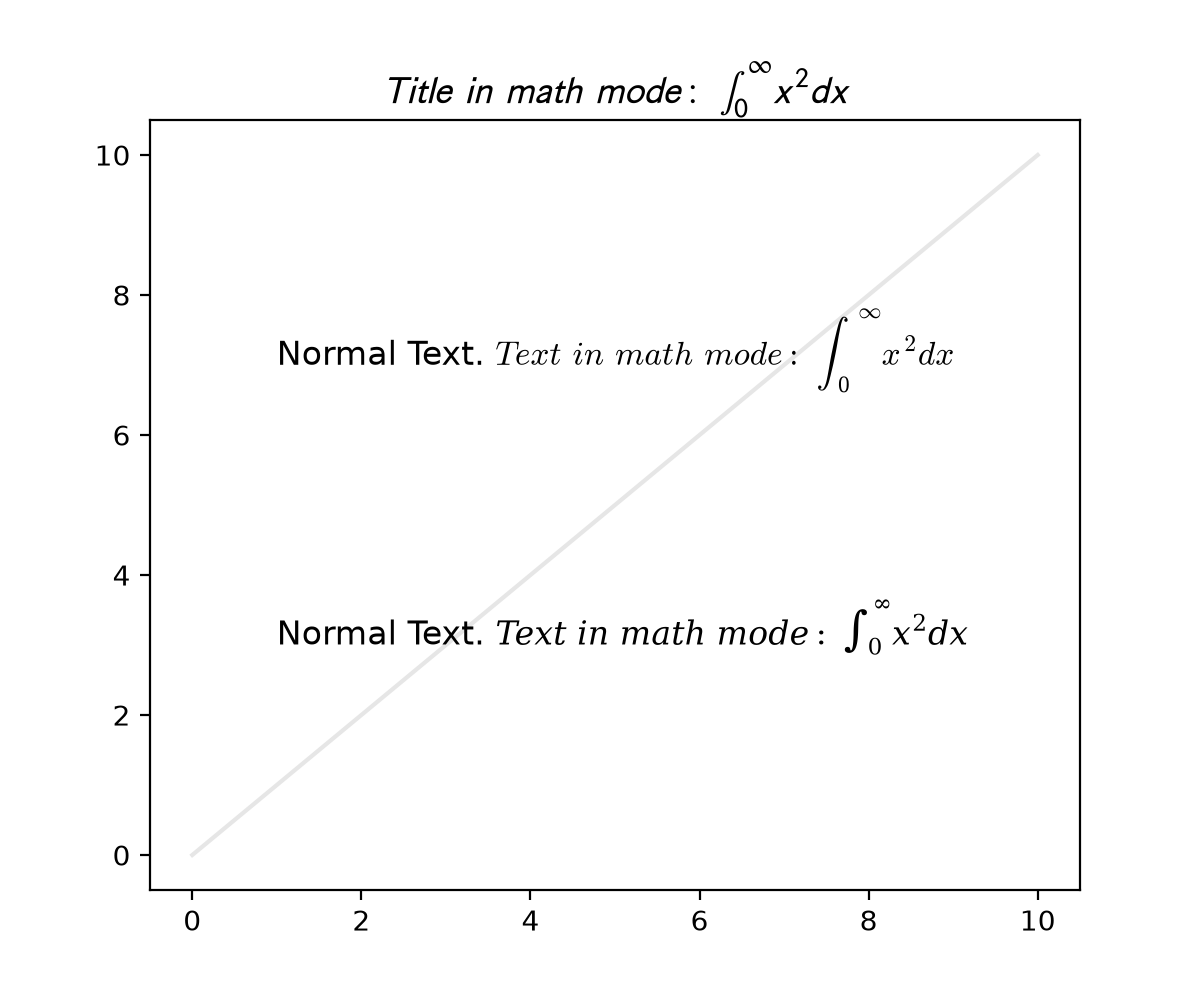 Title in math mode: ∫₀^∞ x²dx
10
8
Normal Text. Text in math mode: ∫₀^∞ x²dx
6
4
Normal Text. Text in math mode: ∫₀^∞ x²dx
2
0
0 2 4 6 8 10